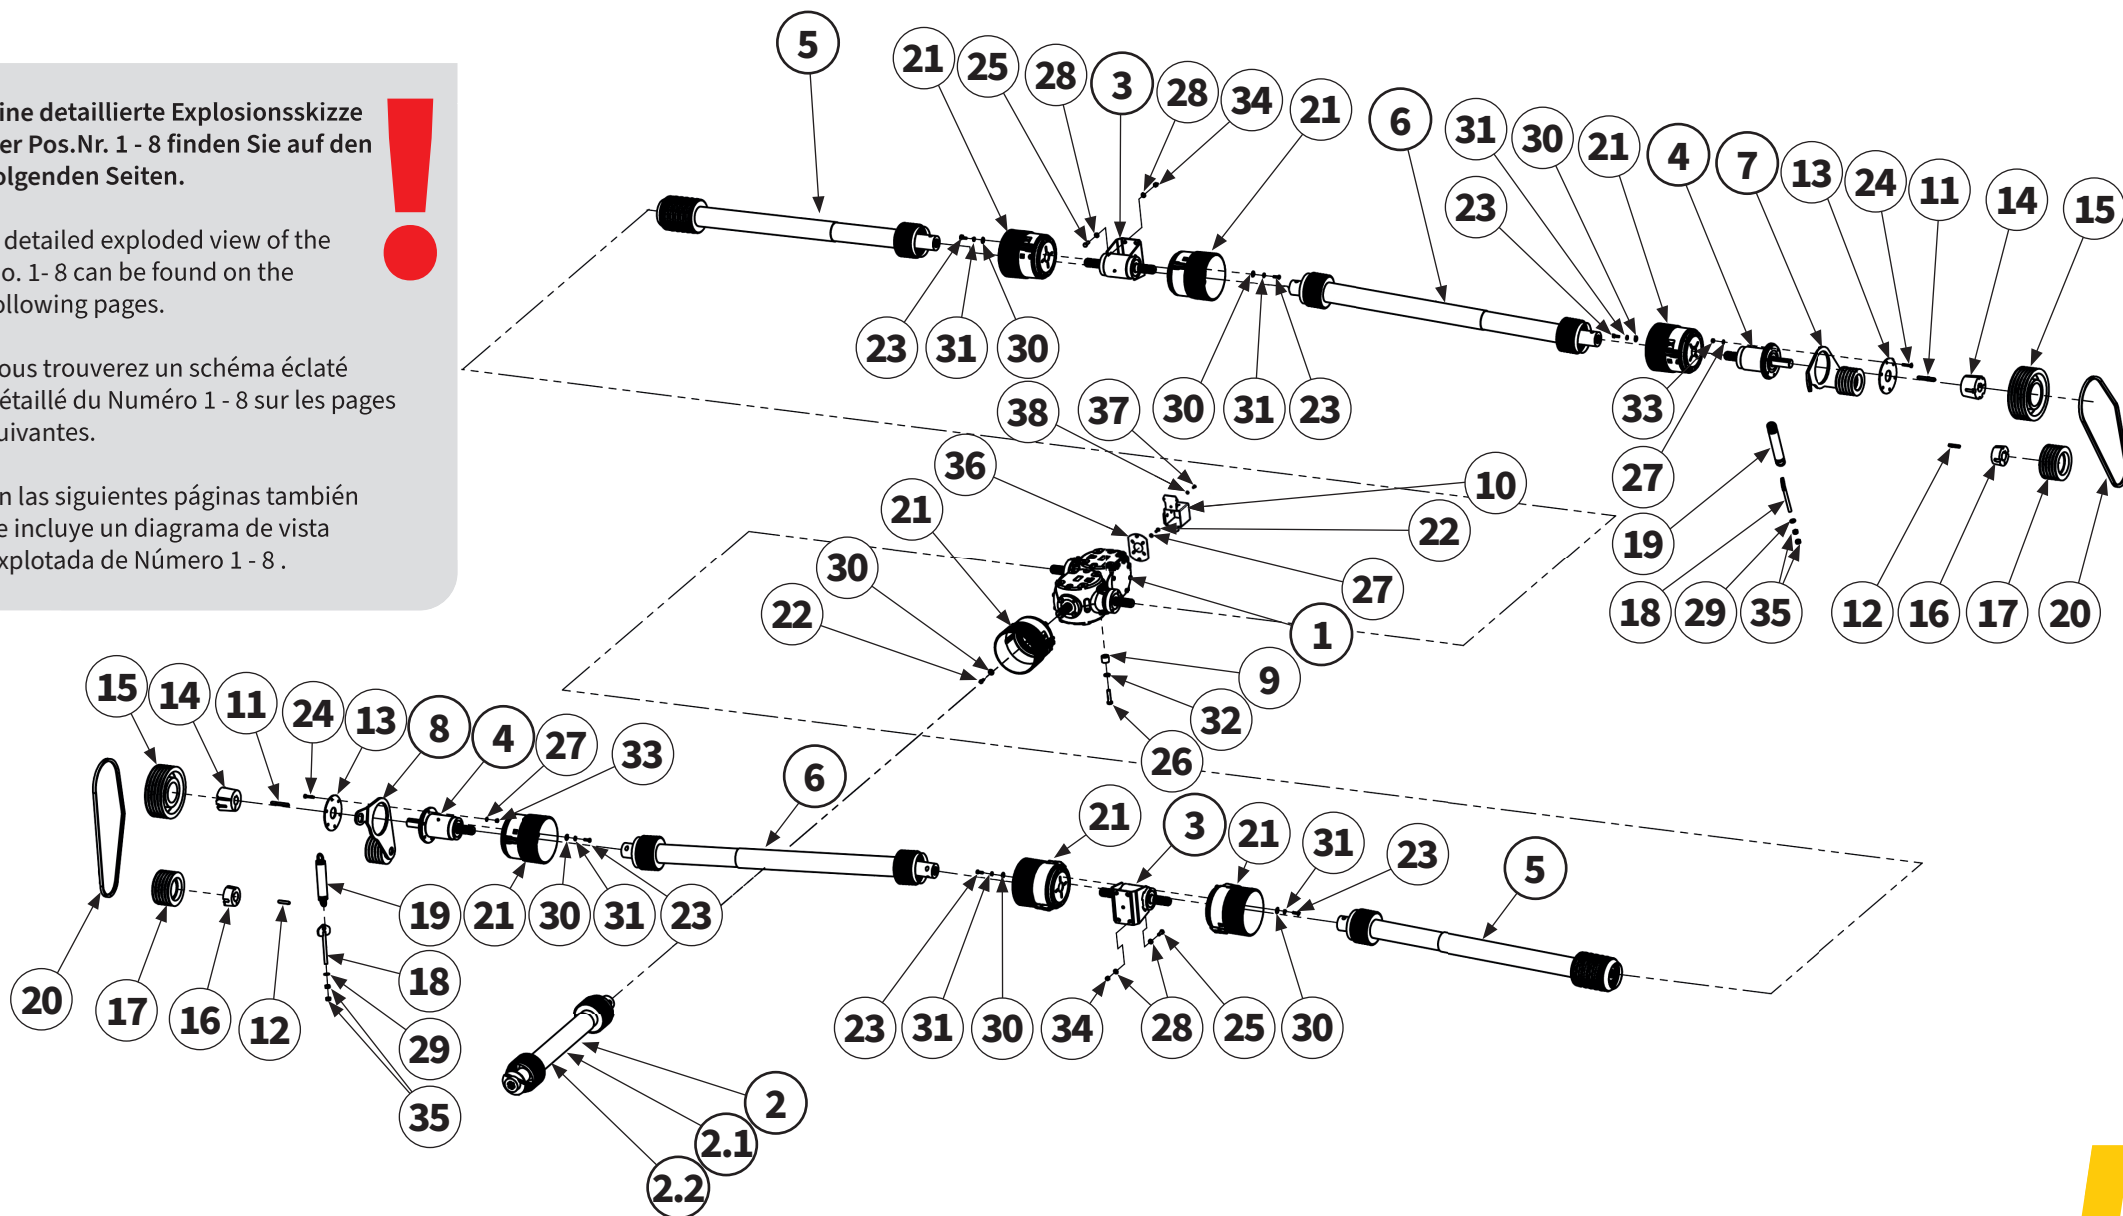 ine detaillierte Explosionsskizze
er Pos.Nr. 1 - 8 finden Sie auf den
olgenden Seiten.
detailed exploded view of the
o. 1- 8 can be found on the
ollowing pages.
ous trouverez un schéma éclaté
étaillé du Numéro 1 - 8 sur les pages
uivantes.
n las siguientes páginas también
e incluye un diagrama de vista
xplotada de Número 1 - 8 .
!
5 21 25 28 3 28 34 21 6 31 30 21 4 7 13 24 11 14 15
23
23 31 30 30 31 23 33
38 37
36 10 27
21 22 19
30 27 18 29 35 12 16 17 20
22 1
9
32
26
15 14 11 24 13 8 4 27 33
6 21 3 21 31 23 5
19 21 30 31 23
20 17 16 12 18
29
35
23 31 30 34 28 25 30
2
2.1
2.2